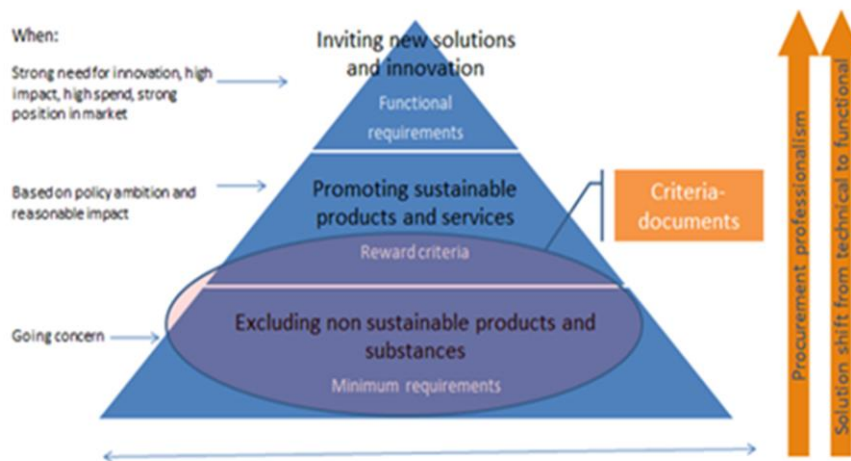 When:
Strong need for innovation, high
impact, high spend, strong
position in market
Inviting new solutions
and innovation
Functional
requirements
Based on policy ambition and
reasonable impact
Promoting sustainable
products and services
Reward criteria
Criteria-
documents
Going concern
Excluding non sustainable products and
substances
Minimum requirements
Procurement professionalism
Solution shift from technical to functional